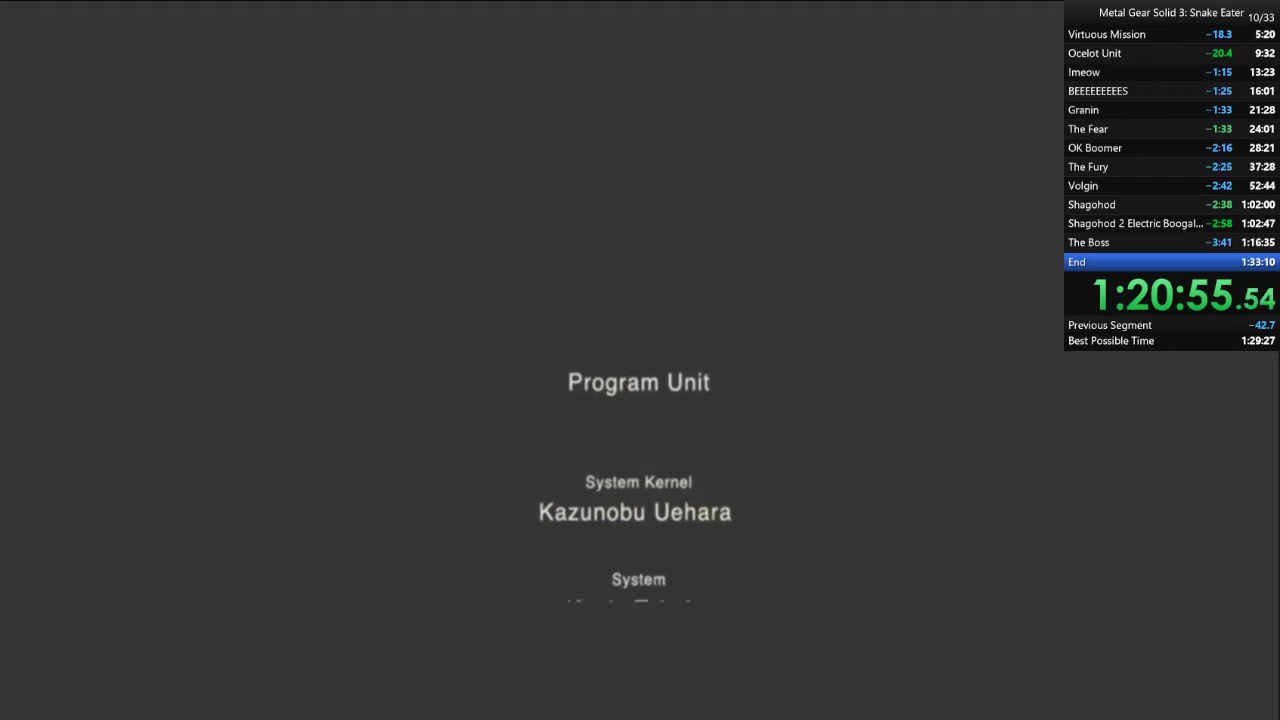 Metal Gear Solid 3: Snake Eater 10/33
Virtuous Mission -18.3 5:20
Ocelot Unit -20.4 9:32
!meow -1:15 13:23
BEEEEEEEEES -1:25 16:01
Granin -1:33 21:28
The Fear -1:33 24:01
OK Boomer -2:16 28:21
The Fury -2:25 37:28
Volgin -2:42 52:44
Shagohod -2:38 1:02:00
Shagohod 2 Electric Boogal... -2:58 1:02:47
The Boss -3:41 1:16:35
End 1:33:10
1:20:55.54
Previous Segment -42.7
Best Possible Time 1:29:27
Program Unit
System Kernel
Kazunobu Uehara
System